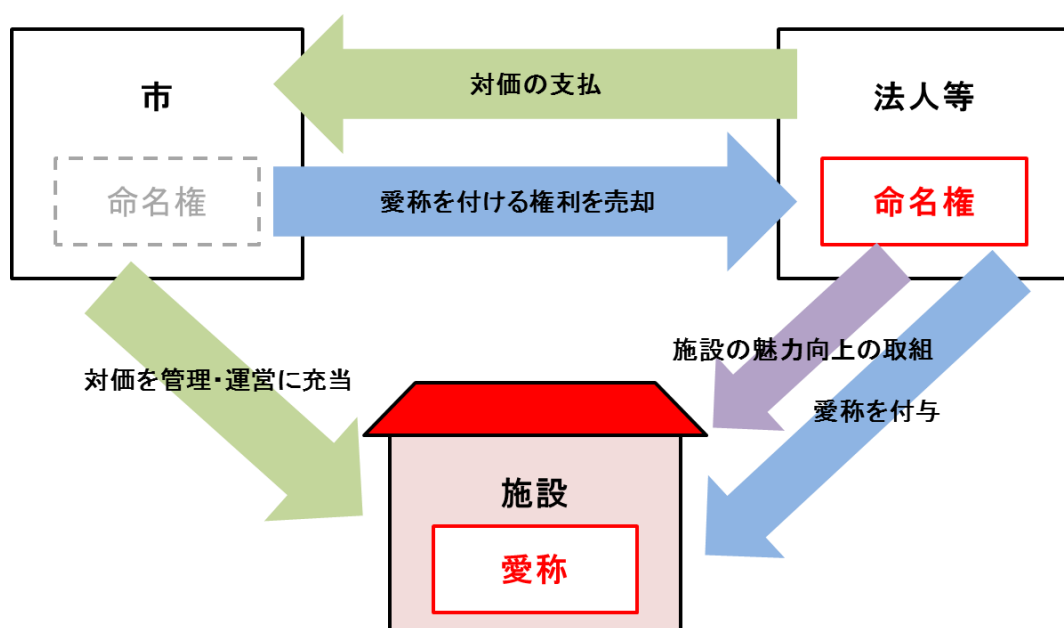 市
対価の支払
法人等
命名権
愛称を付ける権利を売却
命名権
施設の魅力向上の取組
対価を管理・運営に充当
愛称を付与
施設
愛称